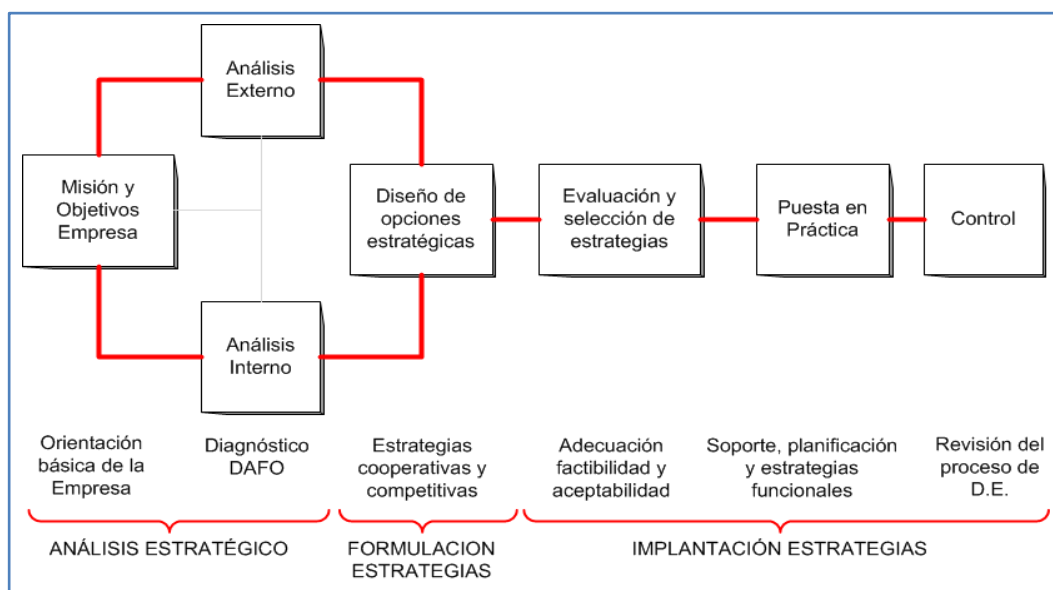 Análisis
Externo
Misión y
Objetivos
Empresa
Diseño de
opciones
estratégicas
Evaluación y
selección de
estrategias
Puesta en
Práctica
Control
Análisis
Interno
Orientación
básica de la
Empresa
Diagnóstico
DAFO
Estrategias
cooperativas y
competitivas
Adecuación
factibilidad y
aceptabilidad
Soporte, planificación
y estrategias
funcionales
Revisión del
proceso de
D.E.
ANÁLISIS ESTRATÉGICO
FORMULACION
ESTRATEGIAS
IMPLANTACIÓN ESTRATEGIAS